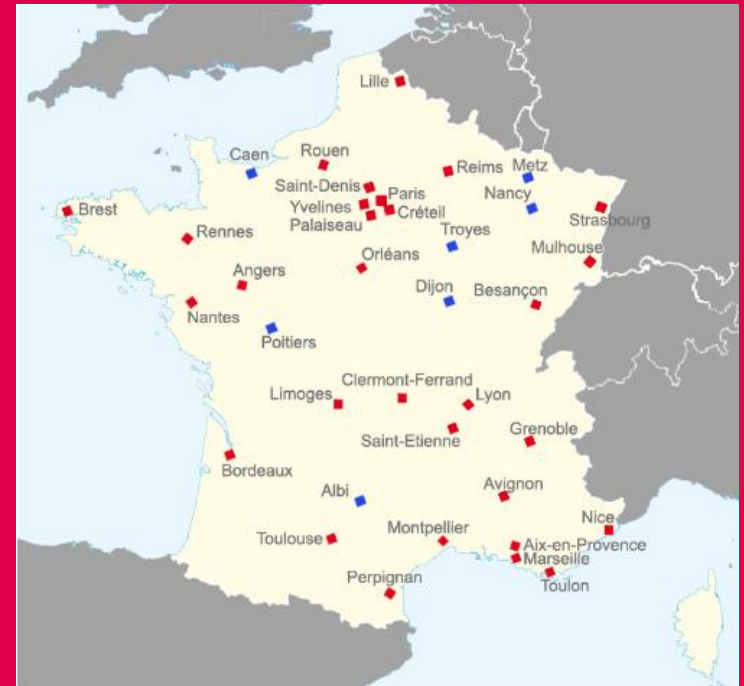 Lille
Rouen
Caen
Reims
Metz
Saint-Denis
Paris
Nancy
Yvelines
Créteil
Brest
Palaiseau
Troyes
Strasbourg
Rennes
Orléans
Mulhouse
Angers
Dijon
Besançon
Nantes
Poitiers
Clermont-Ferrand
Limoges
Lyon
Saint-Etienne
Grenoble
Bordeaux
Albi
Avignon
Nice
Toulouse
Montpellier
Aix-en-Provence
Marseille
Perpignan
Toulon